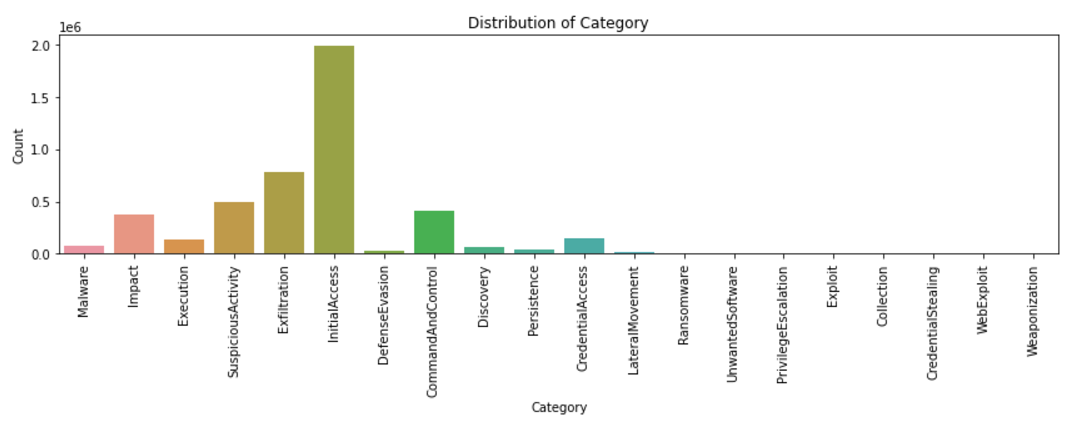 Distribution of Category
1e6
2.0
1.5
1.0
0.5
0.0
Count
Malware
Impact
Execution
SuspiciousActivity
Exfiltration
InitialAccess
DefenseEvasion
CommandAndControl
Discovery
Persistence
CredentialAccess
LateralMovement
Ransomware
UnwantedSoftware
PrivilegeEscalation
Exploit
Collection
CredentialStealing
WebExploit
Weaponization
Category